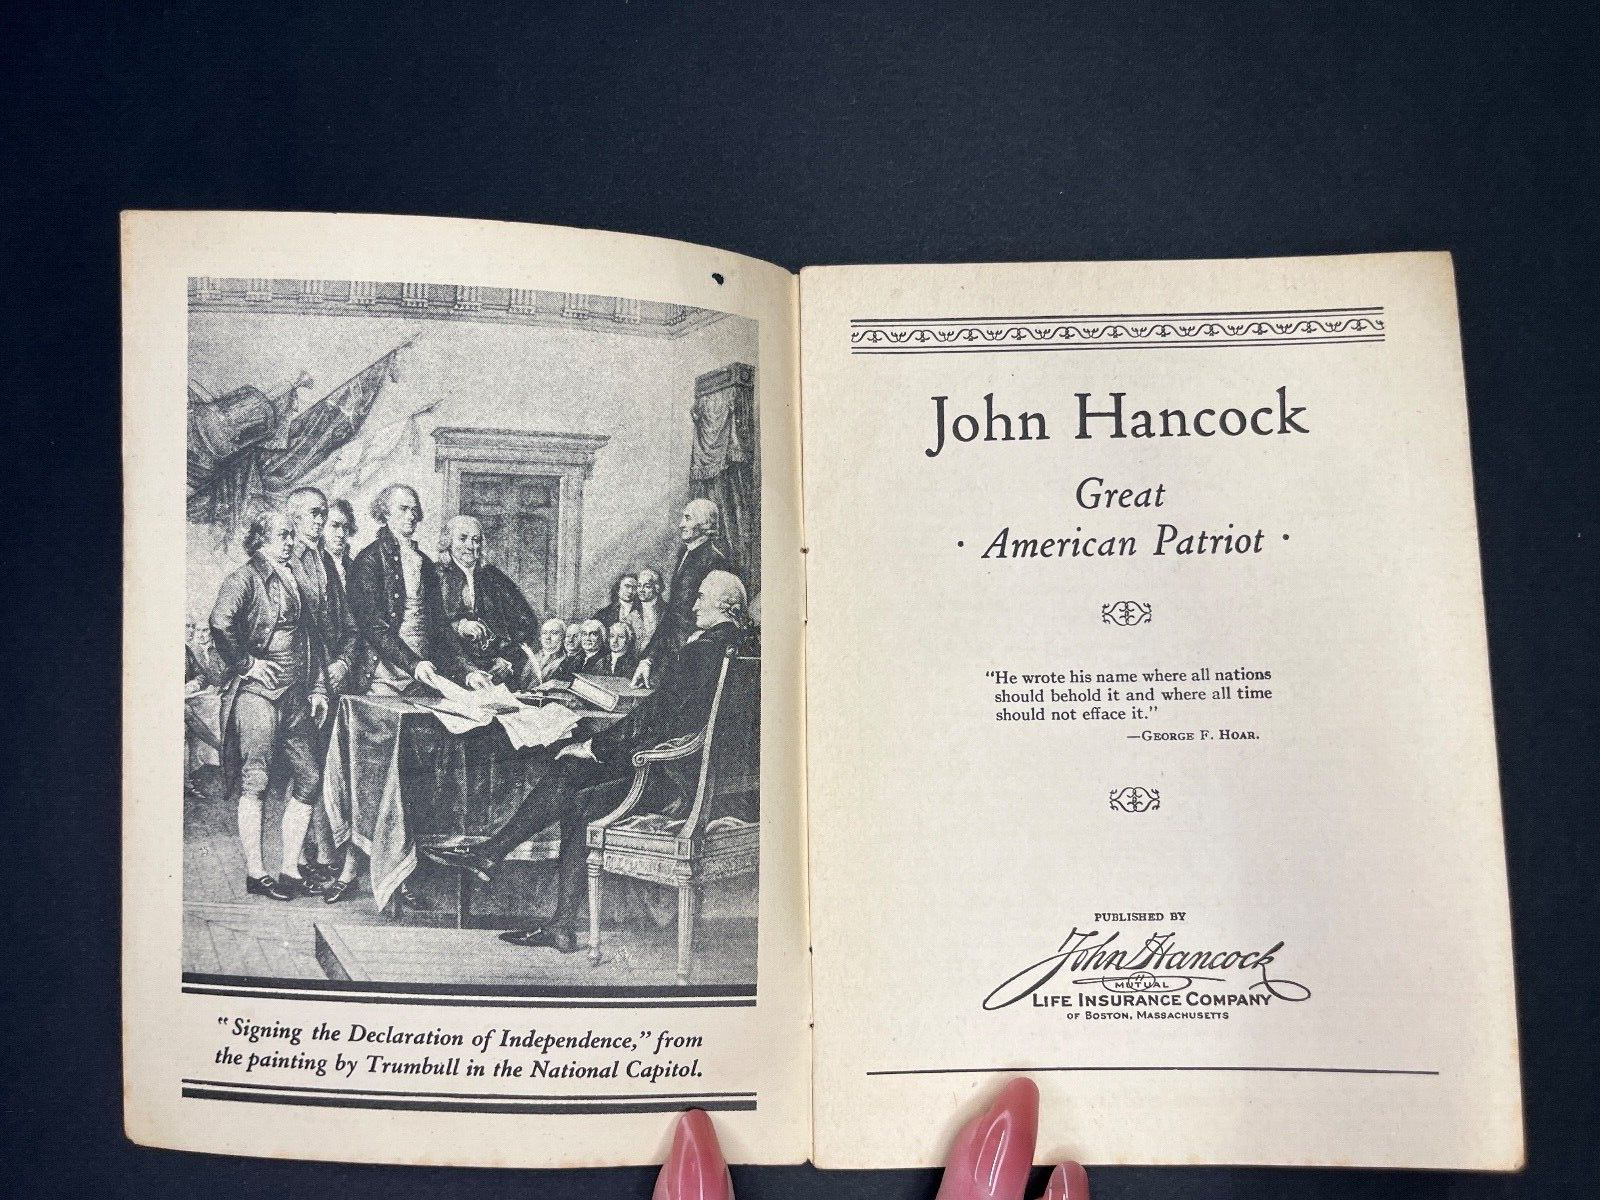 "Signing the Declaration of Independence," from
the painting by Trumbull in the National Capitol.
John Hancock
Great
· American Patriot ·
"He wrote his name where all nations
should behold it and where all time
should not efface it."
—George F. Hoar.
PUBLISHED BY
John Hancock
MUTUAL
Life Insurance Company
of Boston, Massachusetts